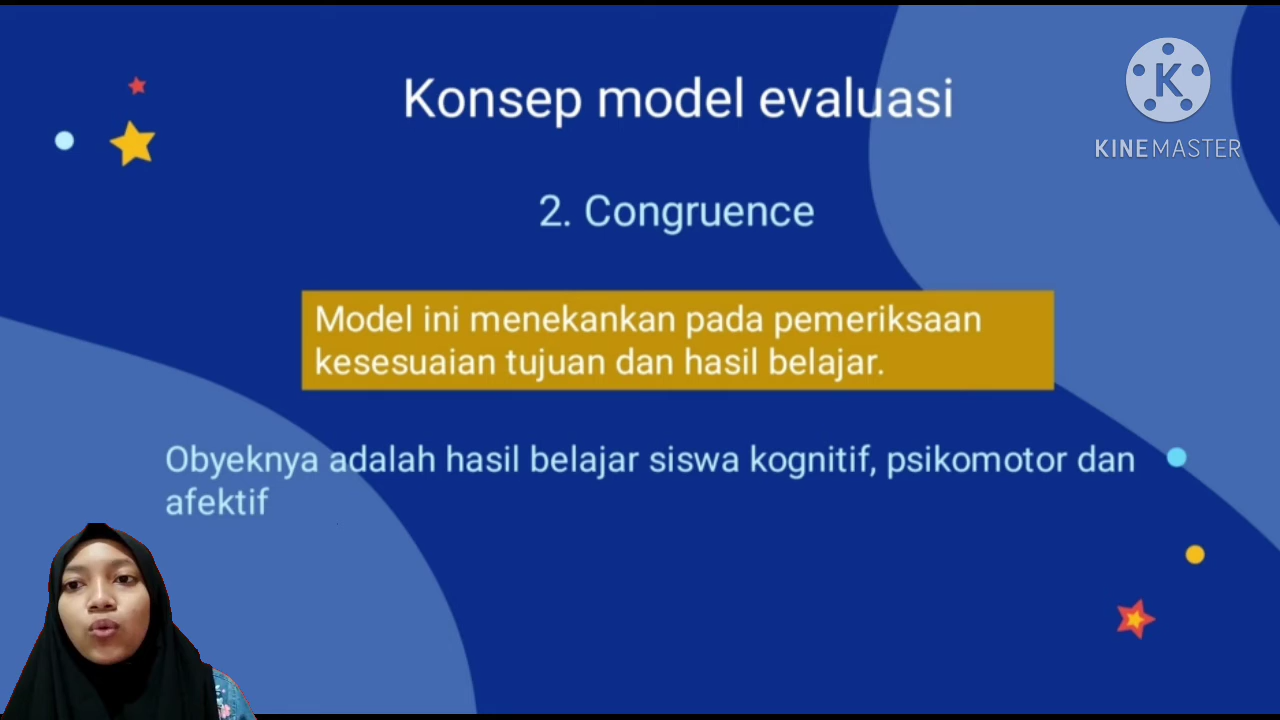 Konsep model evaluasi
K
KINEMASTER
2. Congruence
Model ini menekankan pada pemeriksaan
kesesuaian tujuan dan hasil belajar.
Obyeknya adalah hasil belajar siswa kognitif, psikomotor dan
afektif